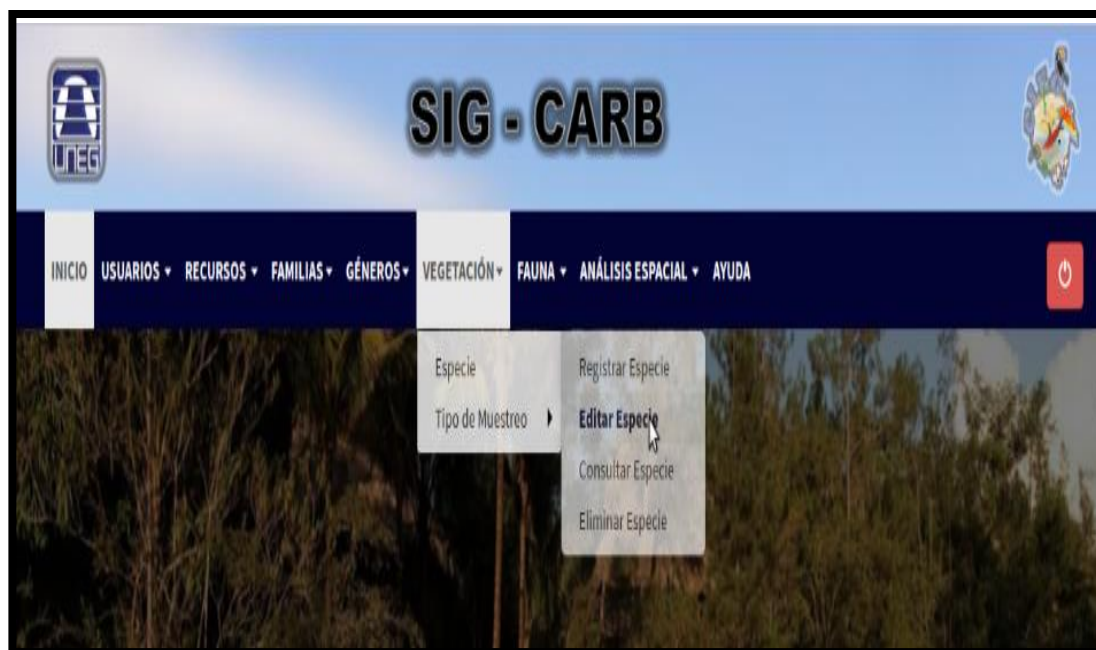 UNEG
SIG - CARB
INICIO USUARIOS RECURSOS FAMILIAS GÉNEROS VEGETACIÓN FAUNA ANÁLISIS ESPACIAL AYUDA
Especie
Tipo de Muestreo
Registrar Especie
Editar Especie
Consultar Especie
Eliminar Especie